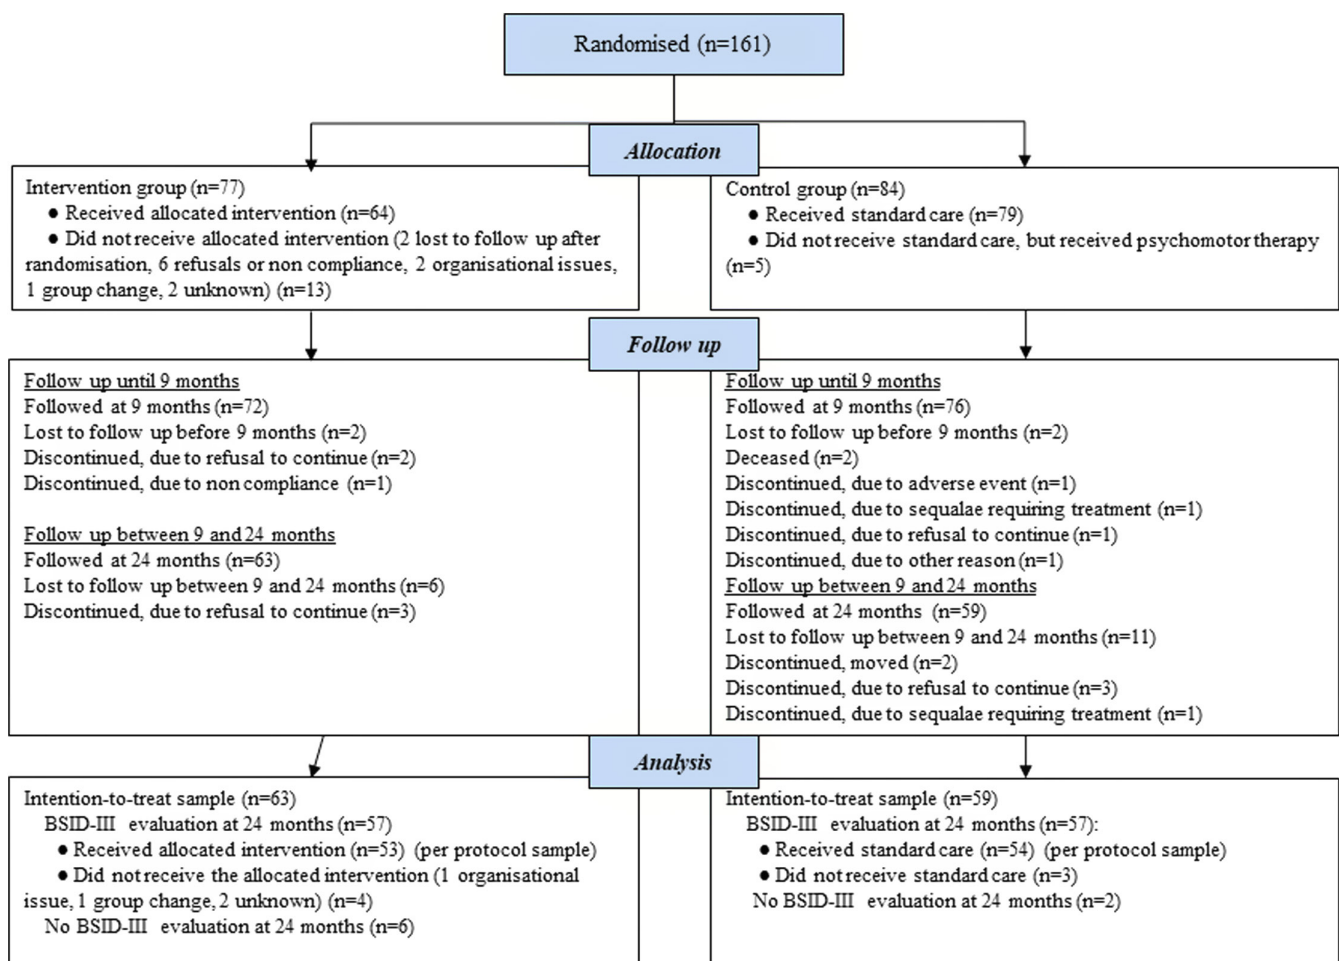 Randomised (n=161)
Allocation
Intervention group (n=77)
● Received allocated intervention (n=64)
● Did not receive allocated intervention (2 lost to follow up after
randomisation, 6 refusals or non compliance, 2 organisational issues,
1 group change, 2 unknown) (n=13)
Control group (n=84)
● Received standard care (n=79)
● Did not receive standard care, but received psychomotor therapy
(n=5)
Follow up
Follow up until 9 months
Followed at 9 months (n=72)
Lost to follow up before 9 months (n=2)
Discontinued, due to refusal to continue (n=2)
Discontinued, due to non compliance (n=1)
Follow up between 9 and 24 months
Followed at 24 months (n=63)
Lost to follow up between 9 and 24 months (n=6)
Discontinued, due to refusal to continue (n=3)
Follow up until 9 months
Followed at 9 months (n=76)
Lost to follow up before 9 months (n=2)
Deceased (n=2)
Discontinued, due to adverse event (n=1)
Discontinued, due to sequalae requiring treatment (n=1)
Discontinued, due to refusal to continue (n=1)
Discontinued, due to other reason (n=1)
Follow up between 9 and 24 months
Followed at 24 months (n=59)
Lost to follow up between 9 and 24 months (n=11)
Discontinued, moved (n=2)
Discontinued, due to refusal to continue (n=3)
Discontinued, due to sequalae requiring treatment (n=1)
Analysis
Intention-to-treat sample (n=63)
BSID-III evaluation at 24 months (n=57)
● Received allocated intervention (n=53) (per protocol sample)
● Did not receive the allocated intervention (1 organisational
issue, 1 group change, 2 unknown) (n=4)
No BSID-III evaluation at 24 months (n=6)
Intention-to-treat sample (n=59)
BSID-III evaluation at 24 months (n=57):
● Received standard care (n=54) (per protocol sample)
● Did not receive standard care (n=3)
No BSID-III evaluation at 24 months (n=2)